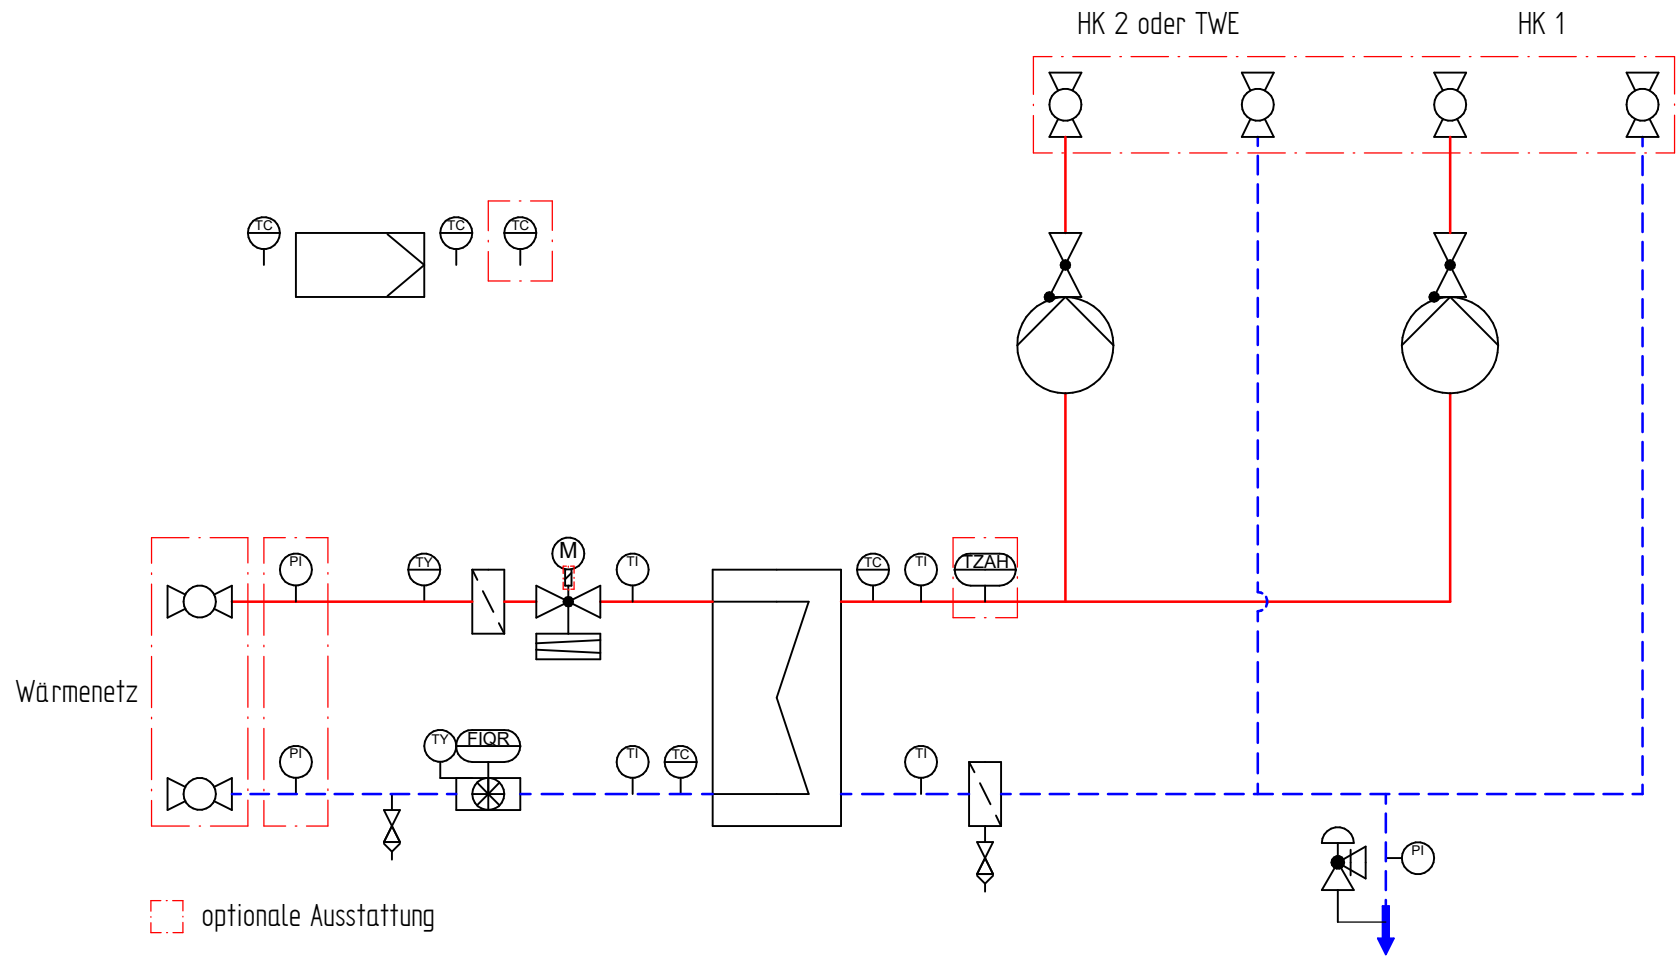 HK 2 oder TWE
HK 1
TC
TC
TC
PI
TY
M
TI
TC
TI
TZAH
Wärmenetz
PI
TY
FIQR
TI
TC
TI
PI
optionale Ausstattung